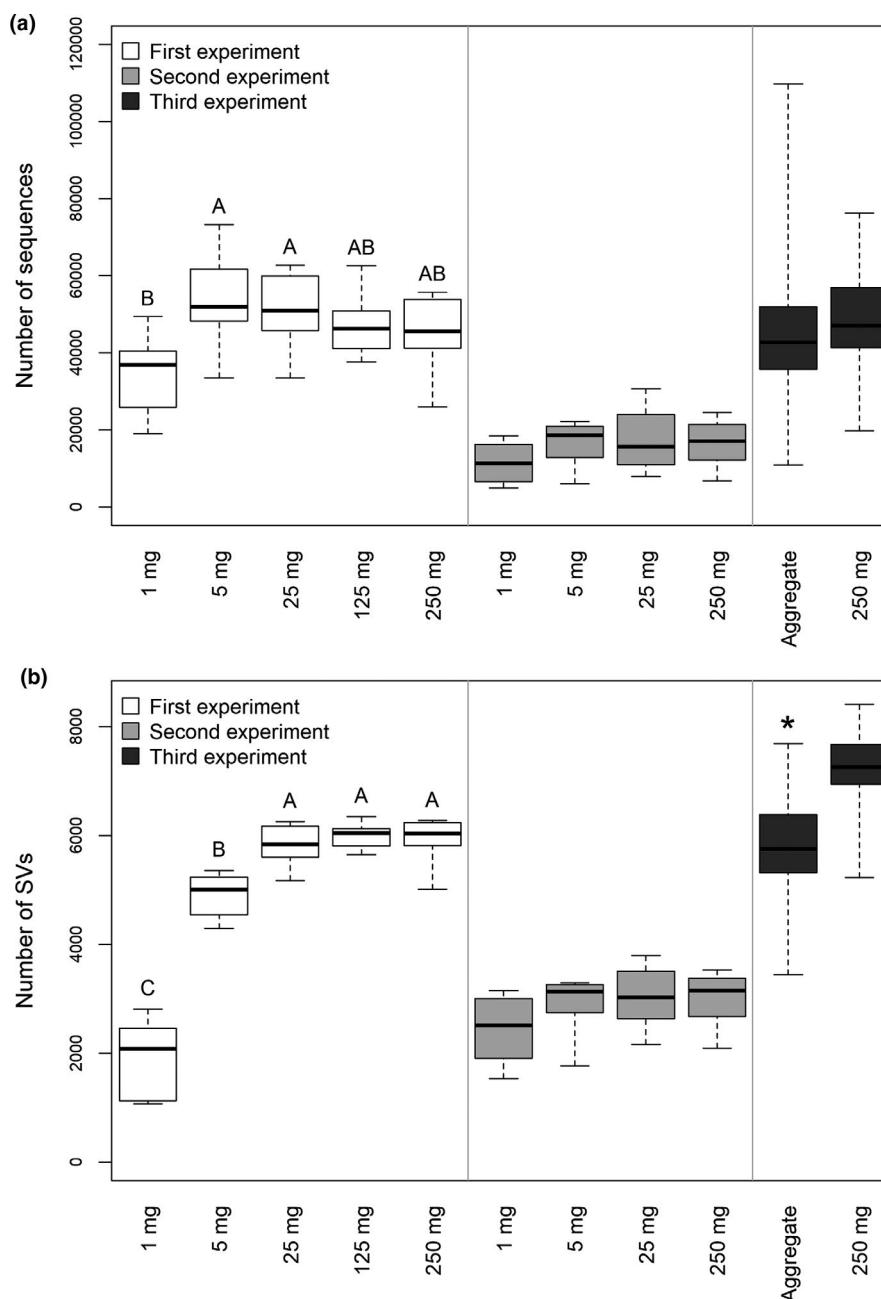 (a)
First experiment
Second experiment
Third experiment
Number of sequences
120000
100000
80000
60000
40000
20000
0
B
A
A
AB
AB
1 mg
5 mg
25 mg
125 mg
250 mg
1 mg
5 mg
25 mg
250 mg
Aggregate
250 mg
(b)
First experiment
Second experiment
Third experiment
Number of SVs
8000
6000
4000
2000
0
C
B
A
A
A
*
1 mg
5 mg
25 mg
125 mg
250 mg
1 mg
5 mg
25 mg
250 mg
Aggregate
250 mg